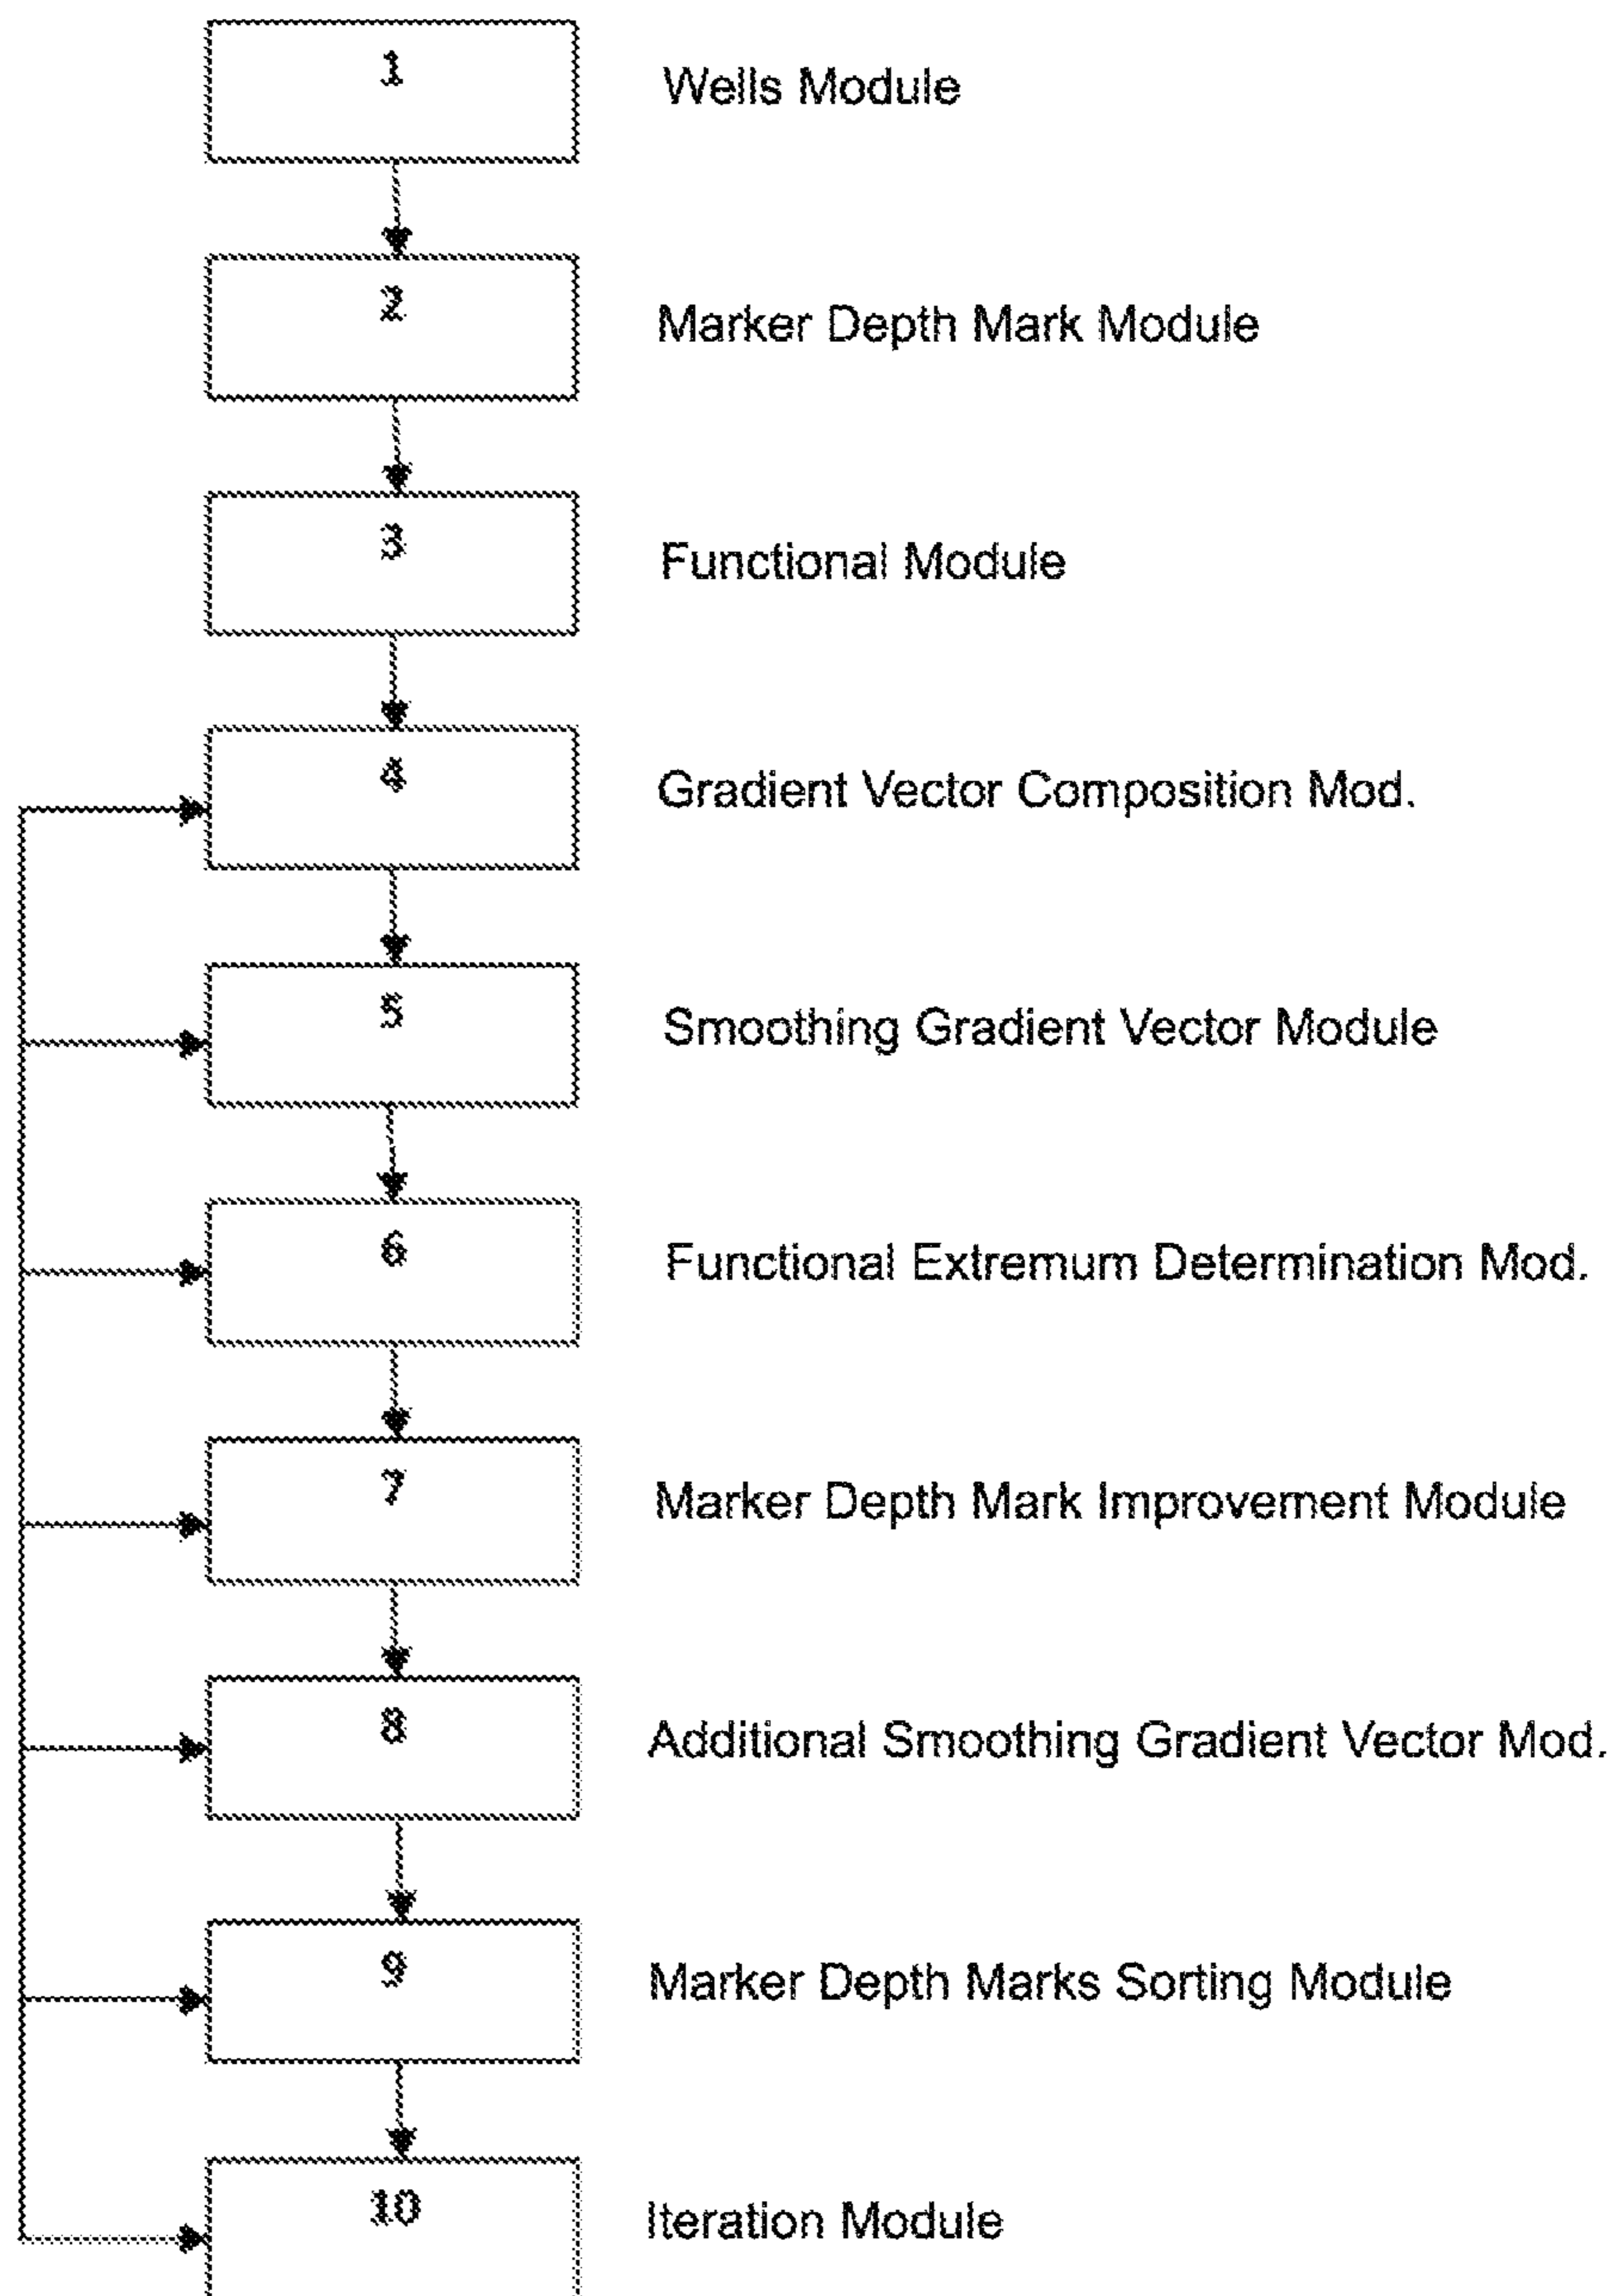 1
Wells Module
2
Marker Depth Mark Module
3
Functional Module
4
Gradient Vector Composition Mod.
5
Smoothing Gradient Vector Module
6
Functional Extremum Determination Mod.
7
Marker Depth Mark Improvement Module
8
Additional Smoothing Gradient Vector Mod.
9
Marker Depth Marks Sorting Module
10
Iteration Module